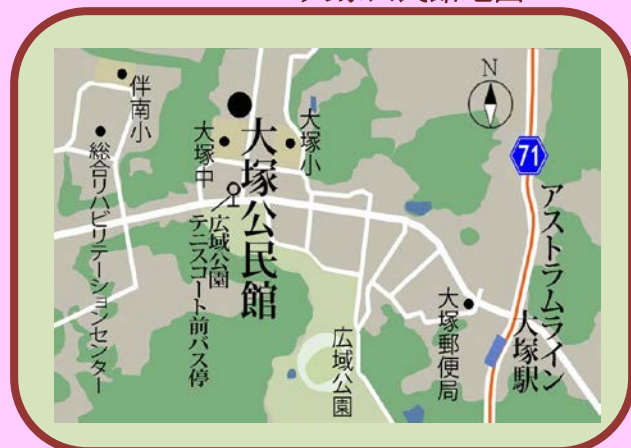 伴南小
総合リハビリテーションセンター
大塚中
大塚公民館
大塚小
広域公園
テニスコート前バス停
広域公園
大塚郵便局
N
71
アストラムライン
大塚駅